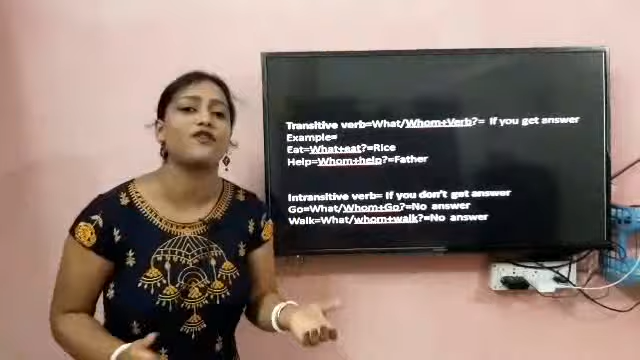 Transitive verb=What/Whom+Verb?= If you get answer
Example=
Eat=What+eat?=Rice
Help=Whom+help?=Father
Intransitive verb= If you don't get answer
Go=What/Whom+Go?=No answer
Walk=What/whom+walk?=No answer